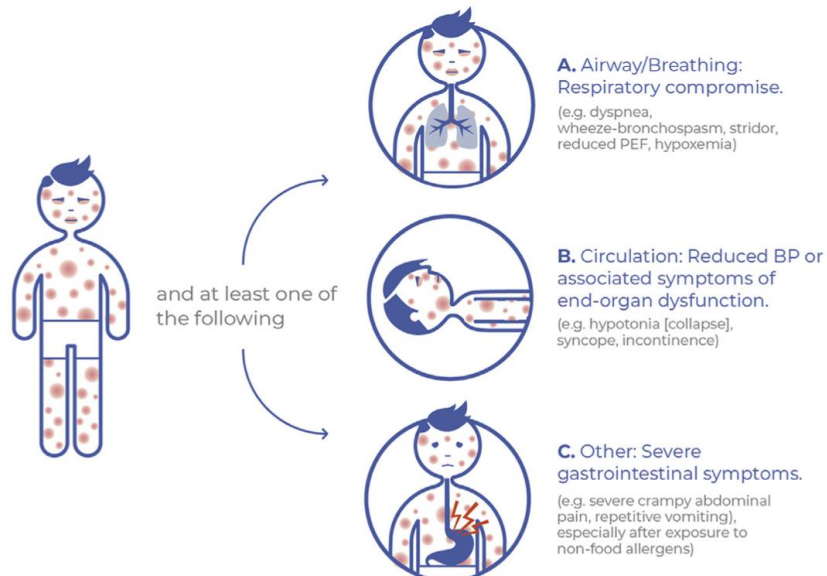 and at least one of
the following
A. Airway/Breathing:
Respiratory compromise.
(e.g. dyspnea,
wheeze-bronchospasm, stridor,
reduced PEF, hypoxemia)
B. Circulation: Reduced BP or
associated symptoms of
end-organ dysfunction.
(e.g. hypotonia [collapse],
syncope, incontinence)
C. Other: Severe
gastrointestinal symptoms.
(e.g. severe crampy abdominal
pain, repetitive vomiting),
especially after exposure to
non-food allergens)